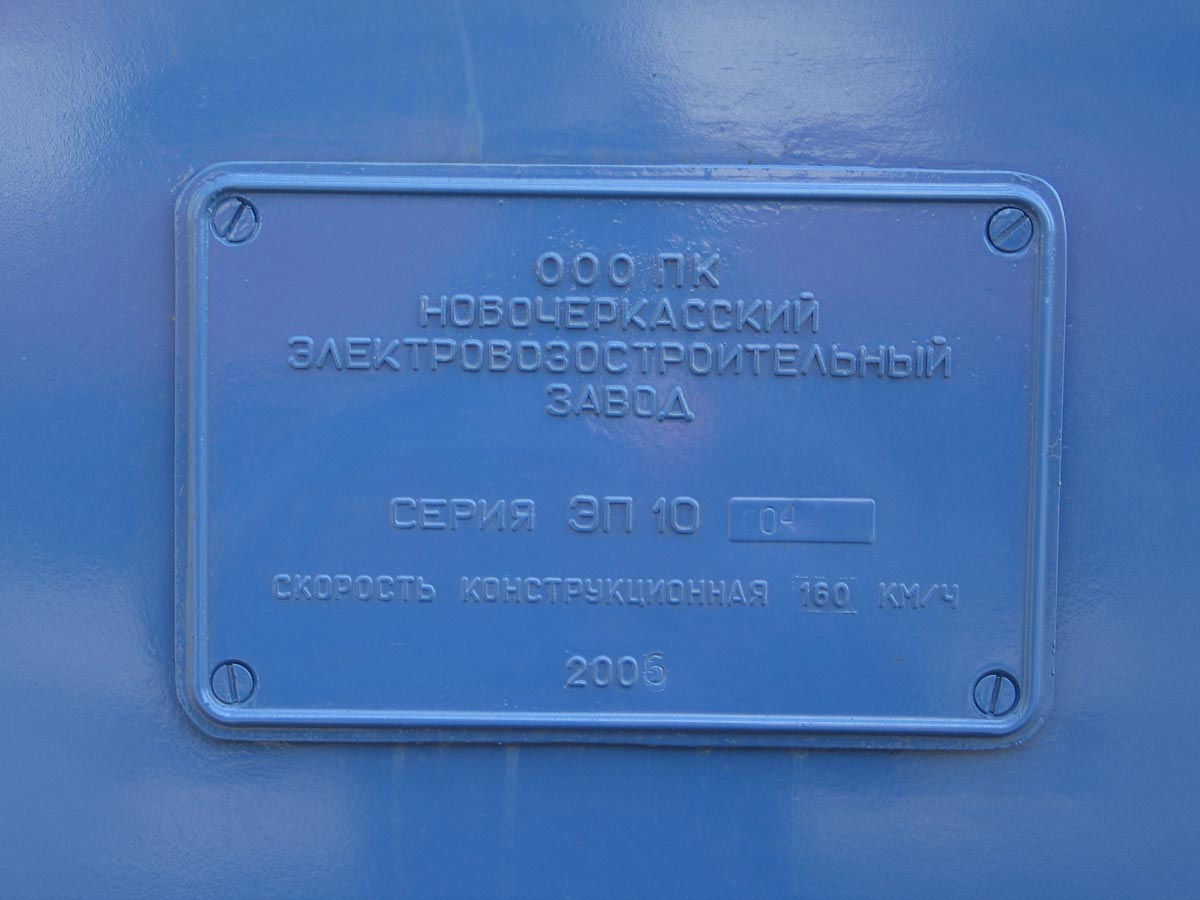 ООО ПК
НОВОЧЕРКАССКИЙ
ЭЛЕКТРОВОЗОСТРОИТЕЛЬНЫЙ
ЗАВОД
СЕРИЯ ЭП 10 04
СКОРОСТЬ КОНСТРУКЦИОННАЯ 160 КМ/Ч
2006